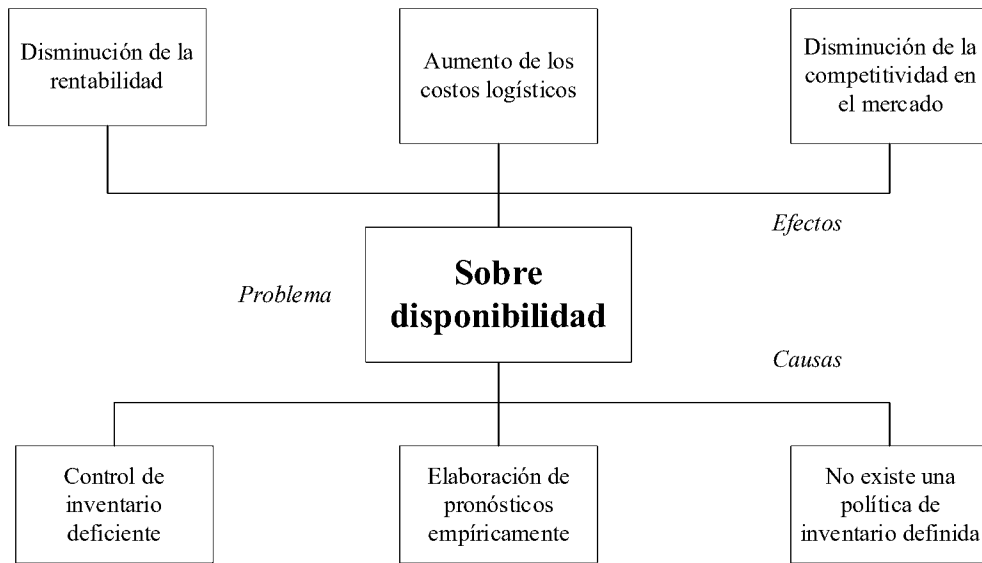 Disminución de la
rentabilidad
Aumento de los
costos logísticos
Disminución de la
competitividad en
el mercado
Efectos
Problema
Sobre
disponibilidad
Causas
Control de
inventario
deficiente
Elaboración de
pronósticos
empíricamente
No existe una
política de
inventario definida